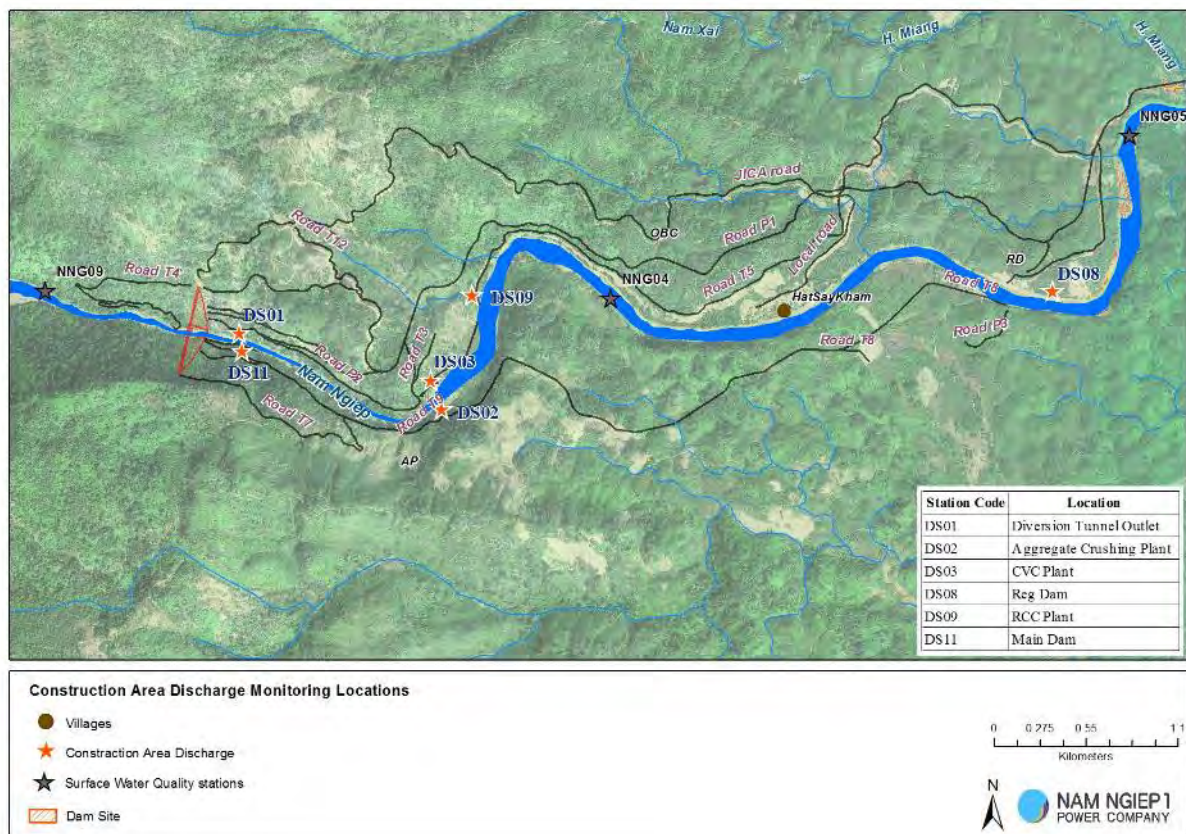 Nam Xai
H. Miang
H. Miang
NNG05
JICA road
Road T12
OBC
Road P1
Road T5
Local road
NNG09
Road T4
NNG04
DS09
RD
DS08
Road T8
HatSayKham
DS01
DS11
Road P2
Road T3
DS03
Road P3
Road T8
Nam Ngiep
Road T9
DS02
Road T7
AP
Station Code Location
DS01 Diversion Tunnel Outlet
DS02 Aggregate Crushing Plant
DS03 CVC Plant
DS08 Reg Dam
DS09 RCC Plant
DS11 Main Dam
Construction Area Discharge Monitoring Locations
Villages
Constraction Area Discharge
Surface Water Quality stations
Dam Site
0 0.275 0.55 1.1
Kilometers
N
NAM NGIEP 1
POWER COMPANY